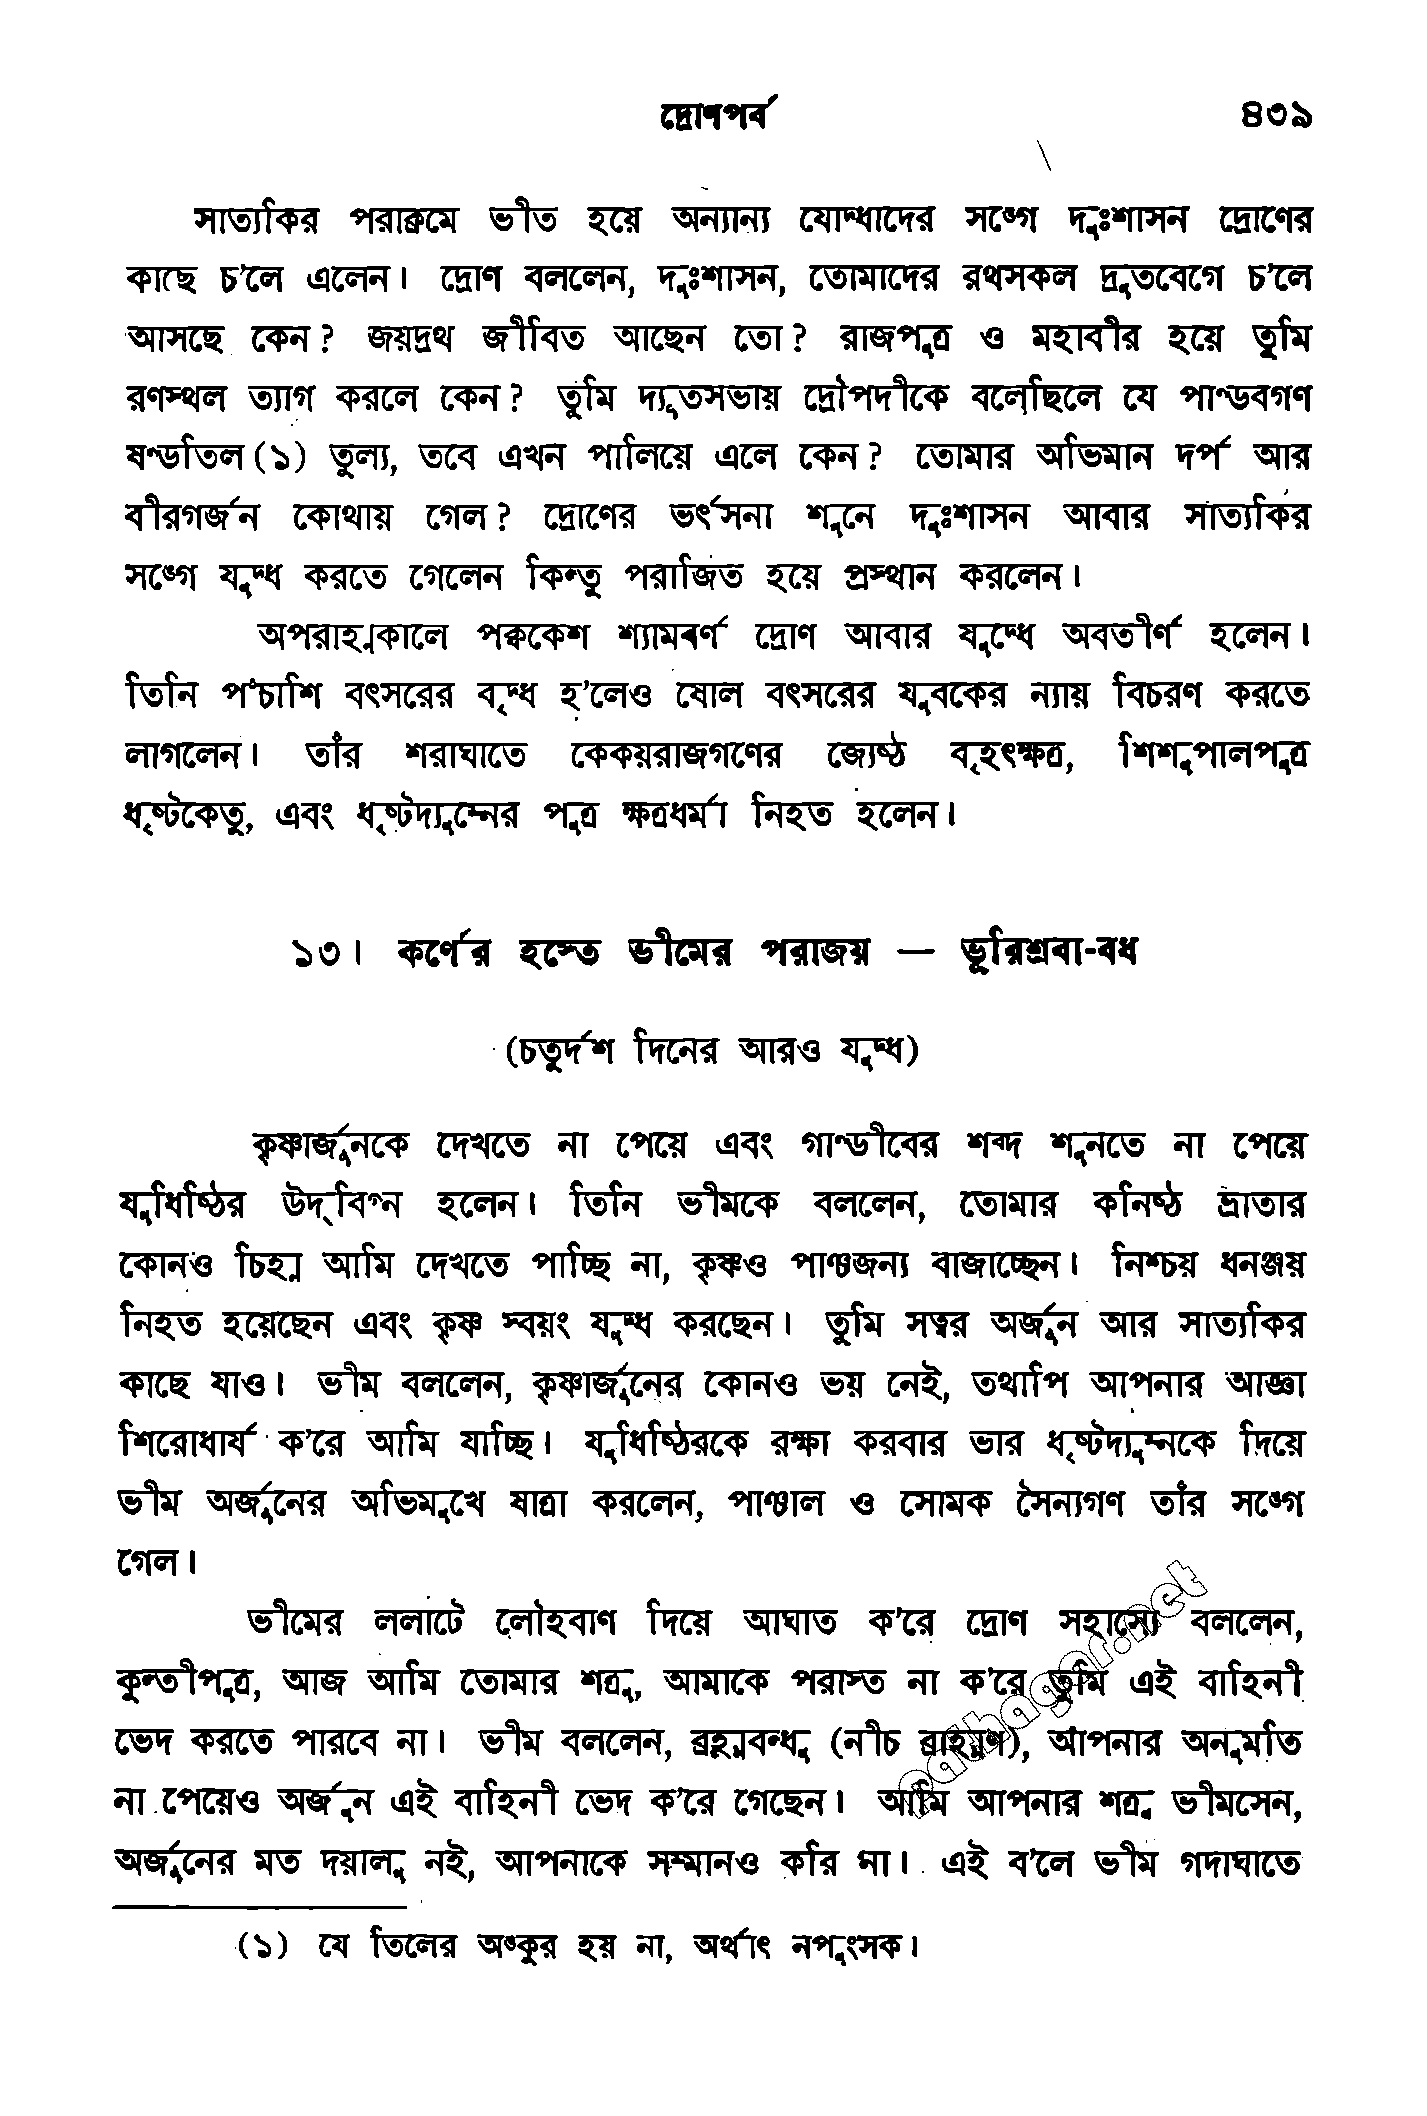 দ্রোণপর্ব ৪৩৯
সাত্যকির পরাক্রমে ভীত হয়ে অন্যান্য যোদ্ধাদের সঙ্গে দুঃশাসন দ্রোণের
কাছে চ'লে এলেন। দ্রোণ বললেন, দুঃশাসন, তোমাদের রথসকল দ্রুতবেগে চ'লে
আসছে কেন? জয়দ্রথ জীবিত আছেন তো? রাজপুত্র ও মহাবীর হয়ে তুমি
রণস্থল ত্যাগ করলে কেন? তুমি দ্যূতসভায় দ্রৌপদীকে বলেছিলে যে পাণ্ডবগণ
ষণ্ডতিল(১) তুল্য, তবে এখন পালিয়ে এলে কেন? তোমার অভিমান দর্প আর
বীরগর্জন কোথায় গেল? দ্রোণের ভর্ৎসনা শুনে দুঃশাসন আবার সাত্যকির
সঙ্গে যুদ্ধ করতে গেলেন কিন্তু পরাজিত হয়ে প্রস্থান করলেন।
অপরাহ্ণকালে পক্বকেশ শ্যামবর্ণ দ্রোণ আবার যুদ্ধে অবতীর্ণ হলেন।
তিনি পঁচাশি বৎসরের বৃদ্ধ হ'লেও ষোল বৎসরের যুবকের ন্যায় বিচরণ করতে
লাগলেন। তাঁর শরাঘাতে কেকয়রাজগণের জ্যেষ্ঠ বৃহৎক্ষত্র, শিশুপালপুত্র
ধৃষ্টকেতু, এবং ধৃষ্টদ্যুম্নের পুত্র ক্ষত্রধর্মা নিহত হলেন।
১৩। কর্ণের হস্তে ভীমের পরাজয় — ভূরিশ্রবা-বধ
(চতুর্দশ দিনের আরও যুদ্ধ)
কৃষ্ণার্জুনকে দেখতে না পেয়ে এবং গাণ্ডীবের শব্দ শুনতে না পেয়ে
যুধিষ্ঠির উদ্‌বিগ্ন হলেন। তিনি ভীমকে বললেন, তোমার কনিষ্ঠ ভ্রাতার
কোনও চিহ্ন আমি দেখতে পাচ্ছি না, কৃষ্ণও পাঞ্চজন্য বাজাচ্ছেন। নিশ্চয় ধনঞ্জয়
নিহত হয়েছেন এবং কৃষ্ণ স্বয়ং যুদ্ধ করছেন। তুমি সত্বর অর্জুন আর সাত্যকির
কাছে যাও। ভীম বললেন, কৃষ্ণার্জুনের কোনও ভয় নেই, তথাপি আপনার আজ্ঞা
শিরোধার্য ক'রে আমি যাচ্ছি। যুধিষ্ঠিরকে রক্ষা করবার ভার ধৃষ্টদ্যুম্নকে দিয়ে
ভীম অর্জুনের অভিমুখে যাত্রা করলেন, পাঞ্চাল ও সোমক সৈন্যগণ তাঁর সঙ্গে
গেল।
ভীমের ললাটে লৌহবাণ দিয়ে আঘাত ক'রে দ্রোণ সহাস্যে বললেন,
কুন্তীপুত্র, আজ আমি তোমার শত্রু, আমাকে পরাস্ত না ক'রে তুমি এই বাহিনী
ভেদ করতে পারবে না। ভীম বললেন, ব্রহ্মবন্ধু (নীচ ব্রাহ্মণ), আপনার অনুমতি
না পেয়েও অর্জুন এই বাহিনী ভেদ ক'রে গেছেন। আমি আপনার শত্রু ভীমসেন,
অর্জুনের মত দয়ালু নই, আপনাকে সম্মানও করি না। এই ব'লে ভীম গদাঘাতে
(১) যে তিলের অঙ্কুর হয় না, অর্থাৎ নপুংসক।
pathagar.net